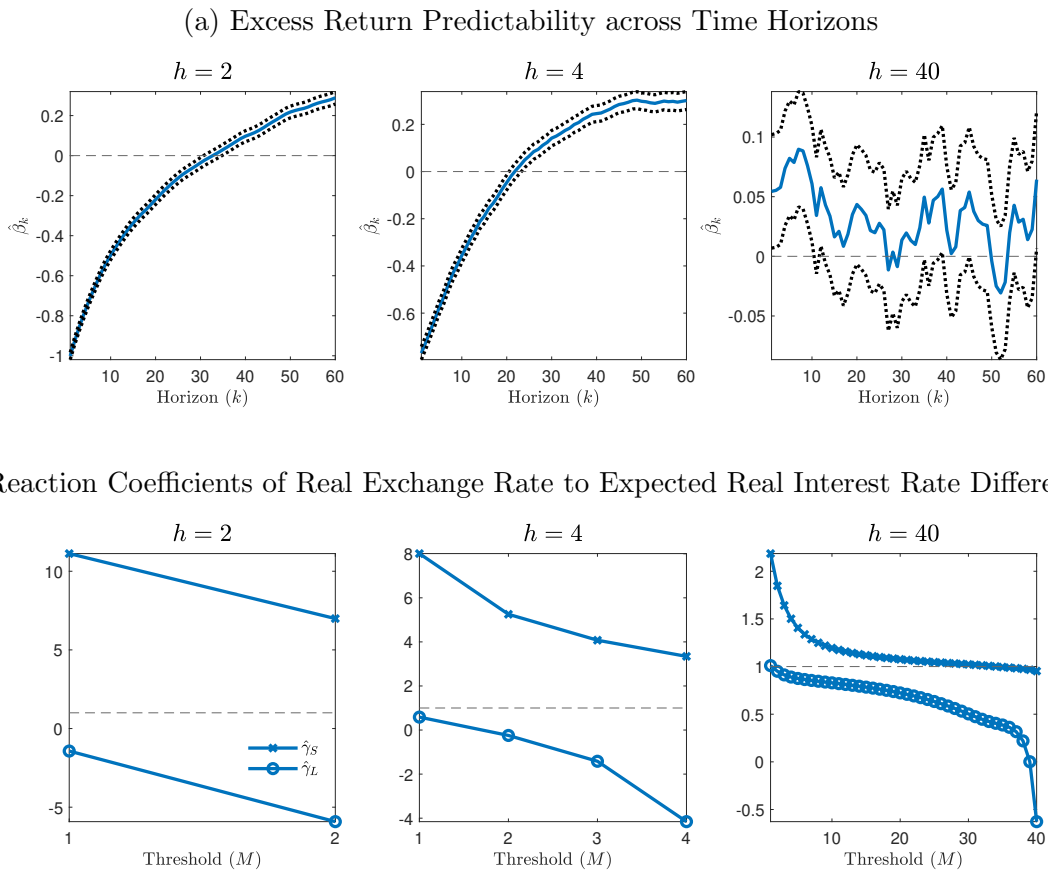 (a) Excess Return Predictability across Time Horizons
h = 2
h = 4
h = 40
0.2
0
-0.2
-0.4
-0.6
-0.8
-1
β̂ₖ
10 20 30 40 50 60
Horizon (k)
0.2
0
-0.2
-0.4
-0.6
β̂ₖ
10 20 30 40 50 60
Horizon (k)
0.1
0.05
0
-0.05
β̂ₖ
10 20 30 40 50 60
Horizon (k)
Reaction Coefficients of Real Exchange Rate to Expected Real Interest Rate Differe
h = 2
h = 4
h = 40
10
5
0
-5
γ̂_S
γ̂_L
1 2
Threshold (M)
8
6
4
2
0
-2
-4
1 2 3 4
Threshold (M)
2
1.5
1
0.5
0
-0.5
10 20 30 40
Threshold (M)